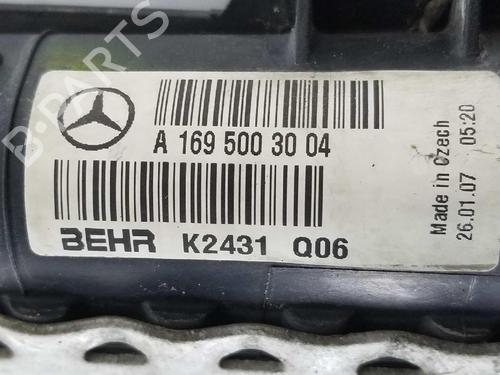 A 169 500 30 04
BEHR K2431 Q06
Made in Czech
26.01.07 05:20
B-PARTS